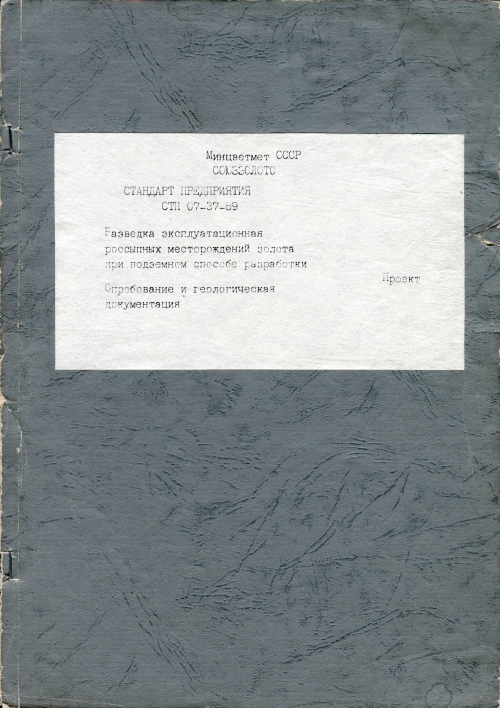 Минцветмет СССР
СОЮЗЗОЛОТО
СТАНДАРТ ПРЕДПРИЯТИЯ
СТП 07-37-89
Разведка эксплуатационная
россыпных месторождений золота
при подземном способе разработки
Проект
Опробование и геологическая
документация